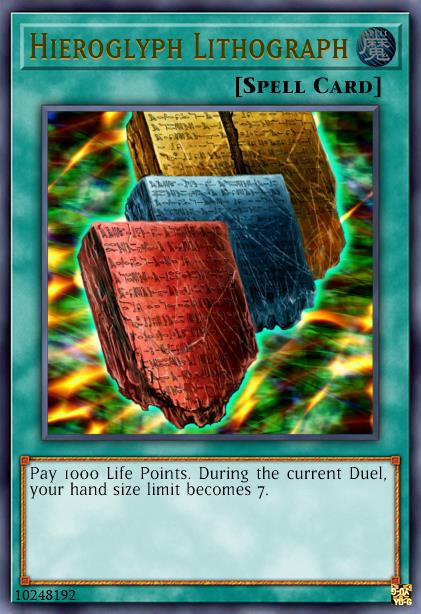 Hieroglyph Lithograph
魔
[Spell Card]
Pay 1000 Life Points. During the current Duel,
your hand size limit becomes 7.
10248192